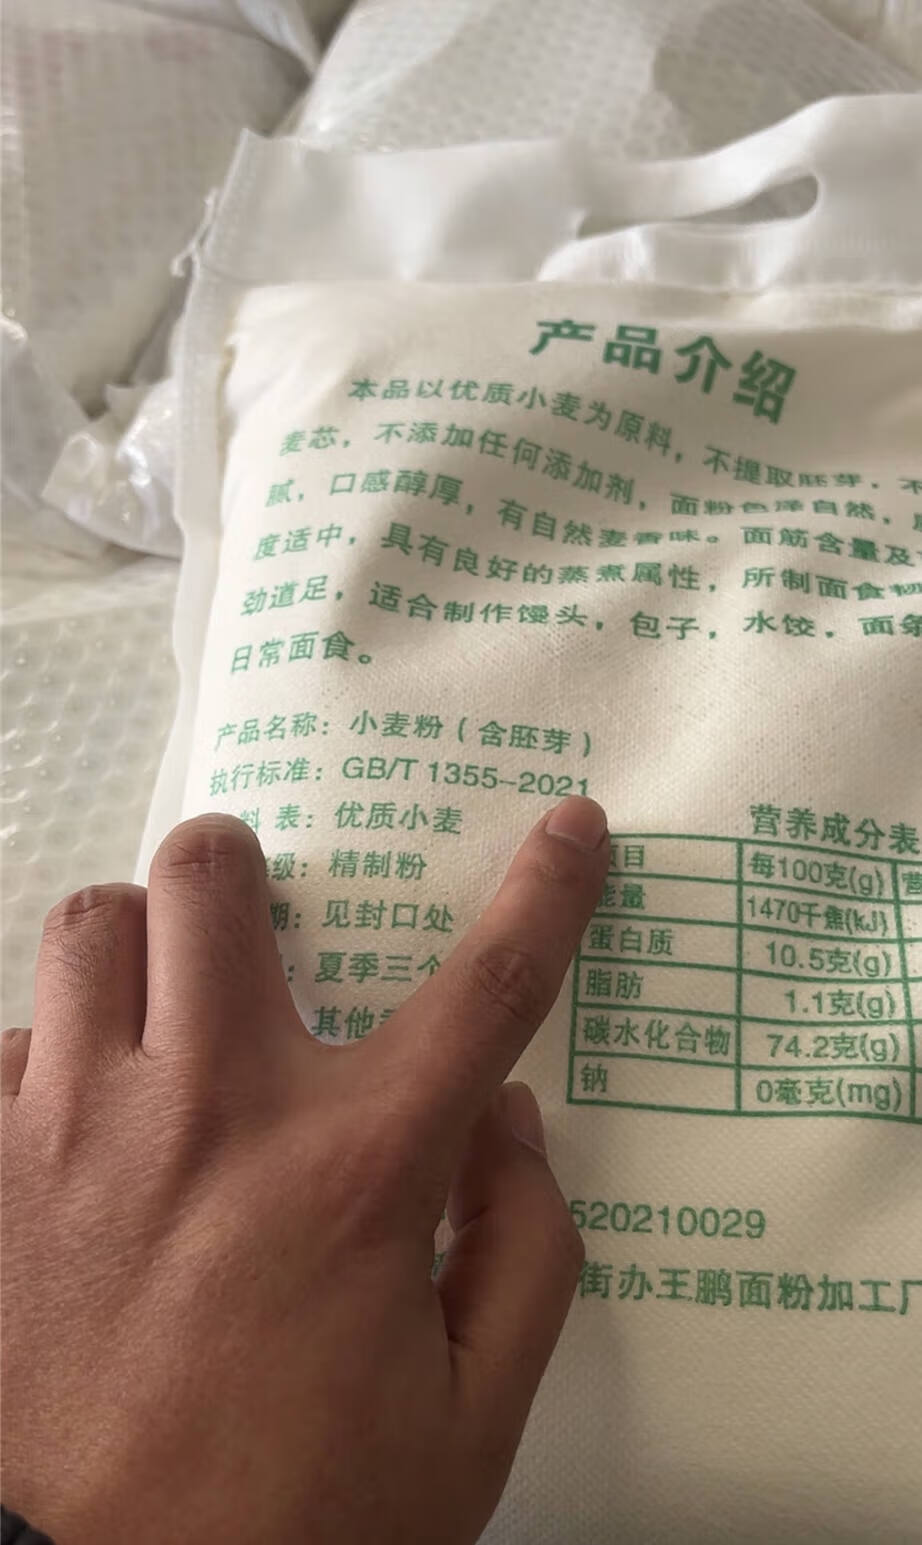 产品介绍
本品以优质小麦为原料，不提取胚芽，不
麦芯，不添加任何添加剂，面粉色泽自然，
腻，口感醇厚，有自然麦香味。面筋含量及
度适中，具有良好的蒸煮属性，所制面食
劲道足，适合制作馒头，包子，水饺，面条
日常面食。
产品名称：小麦粉（含胚芽）
执行标准：GB/T 1355-2021
料 表：优质小麦
级：精制粉
期：见封口处
：夏季三个
其他
营养成分表
项目 每100克(g) 营
能量 1470千焦(kJ)
蛋白质 10.5克(g)
脂肪 1.1克(g)
碳水化合物 74.2克(g)
钠 0毫克(mg)
520210029
街办王鹏面粉加工厂